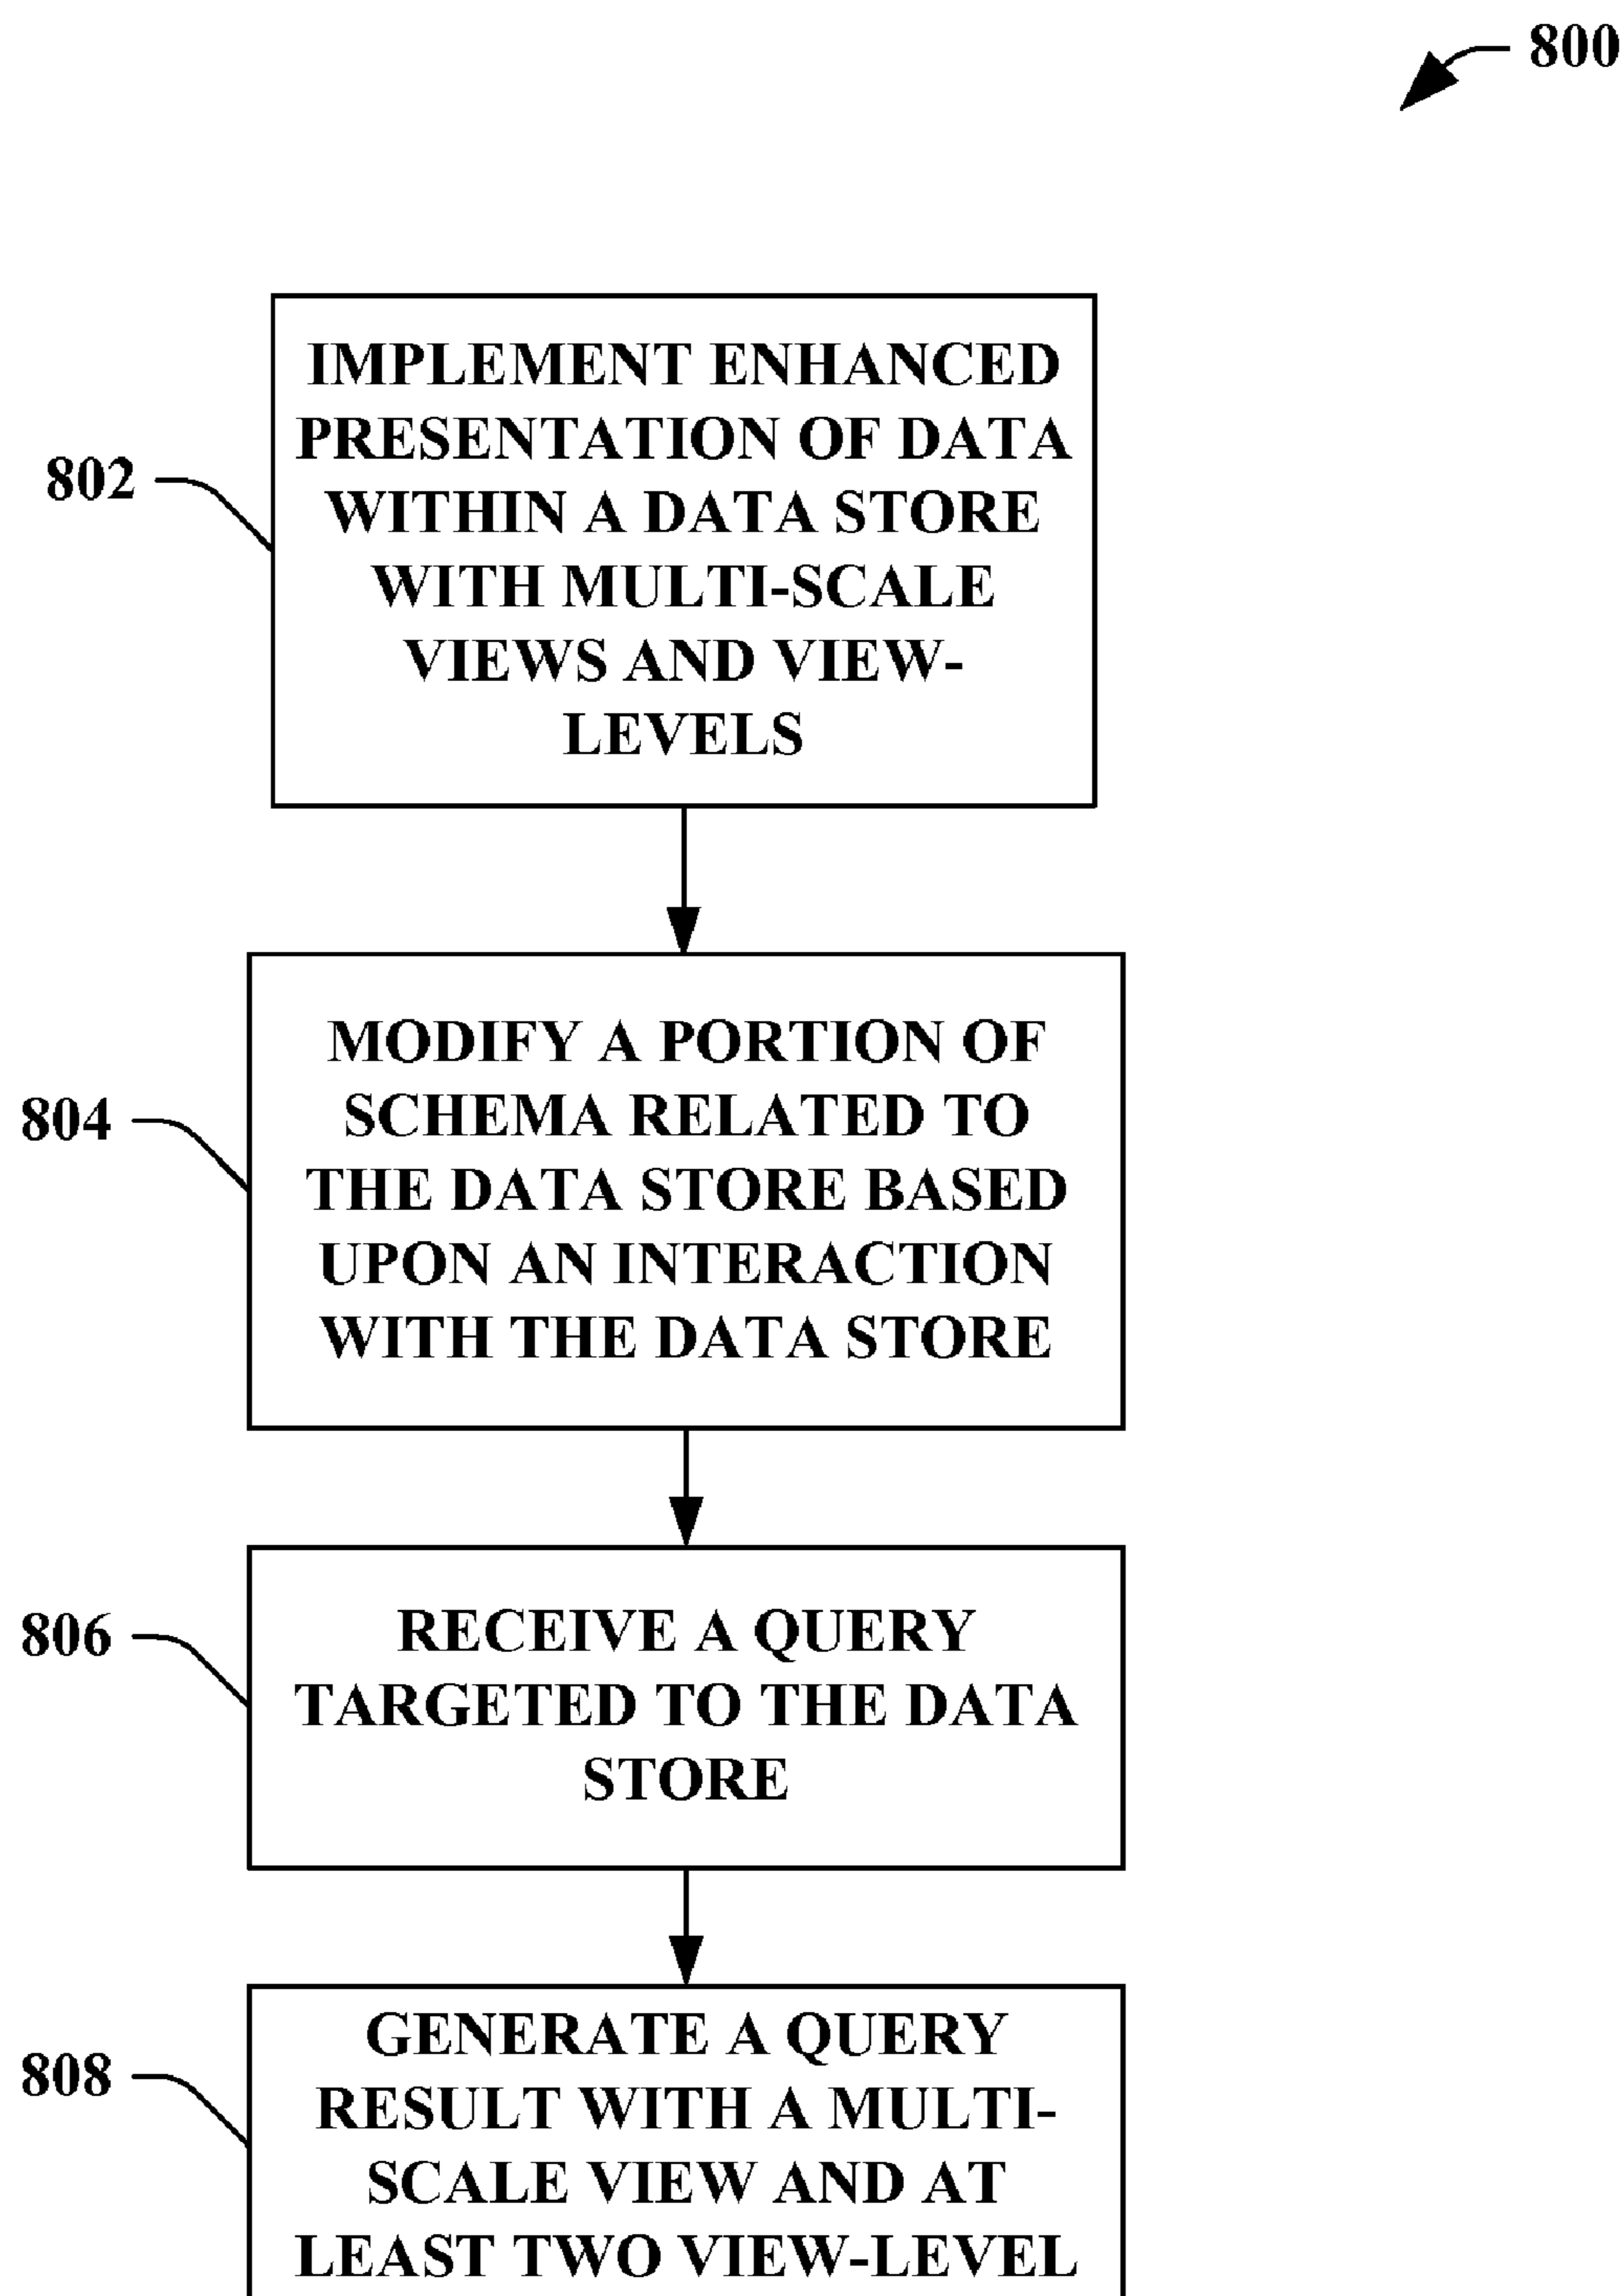 800
802
IMPLEMENT ENHANCED
PRESENTATION OF DATA
WITHIN A DATA STORE
WITH MULTI-SCALE
VIEWS AND VIEW-
LEVELS
804
MODIFY A PORTION OF
SCHEMA RELATED TO
THE DATA STORE BASED
UPON AN INTERACTION
WITH THE DATA STORE
806
RECEIVE A QUERY
TARGETED TO THE DATA
STORE
808
GENERATE A QUERY
RESULT WITH A MULTI-
SCALE VIEW AND AT
LEAST TWO VIEW-LEVEL